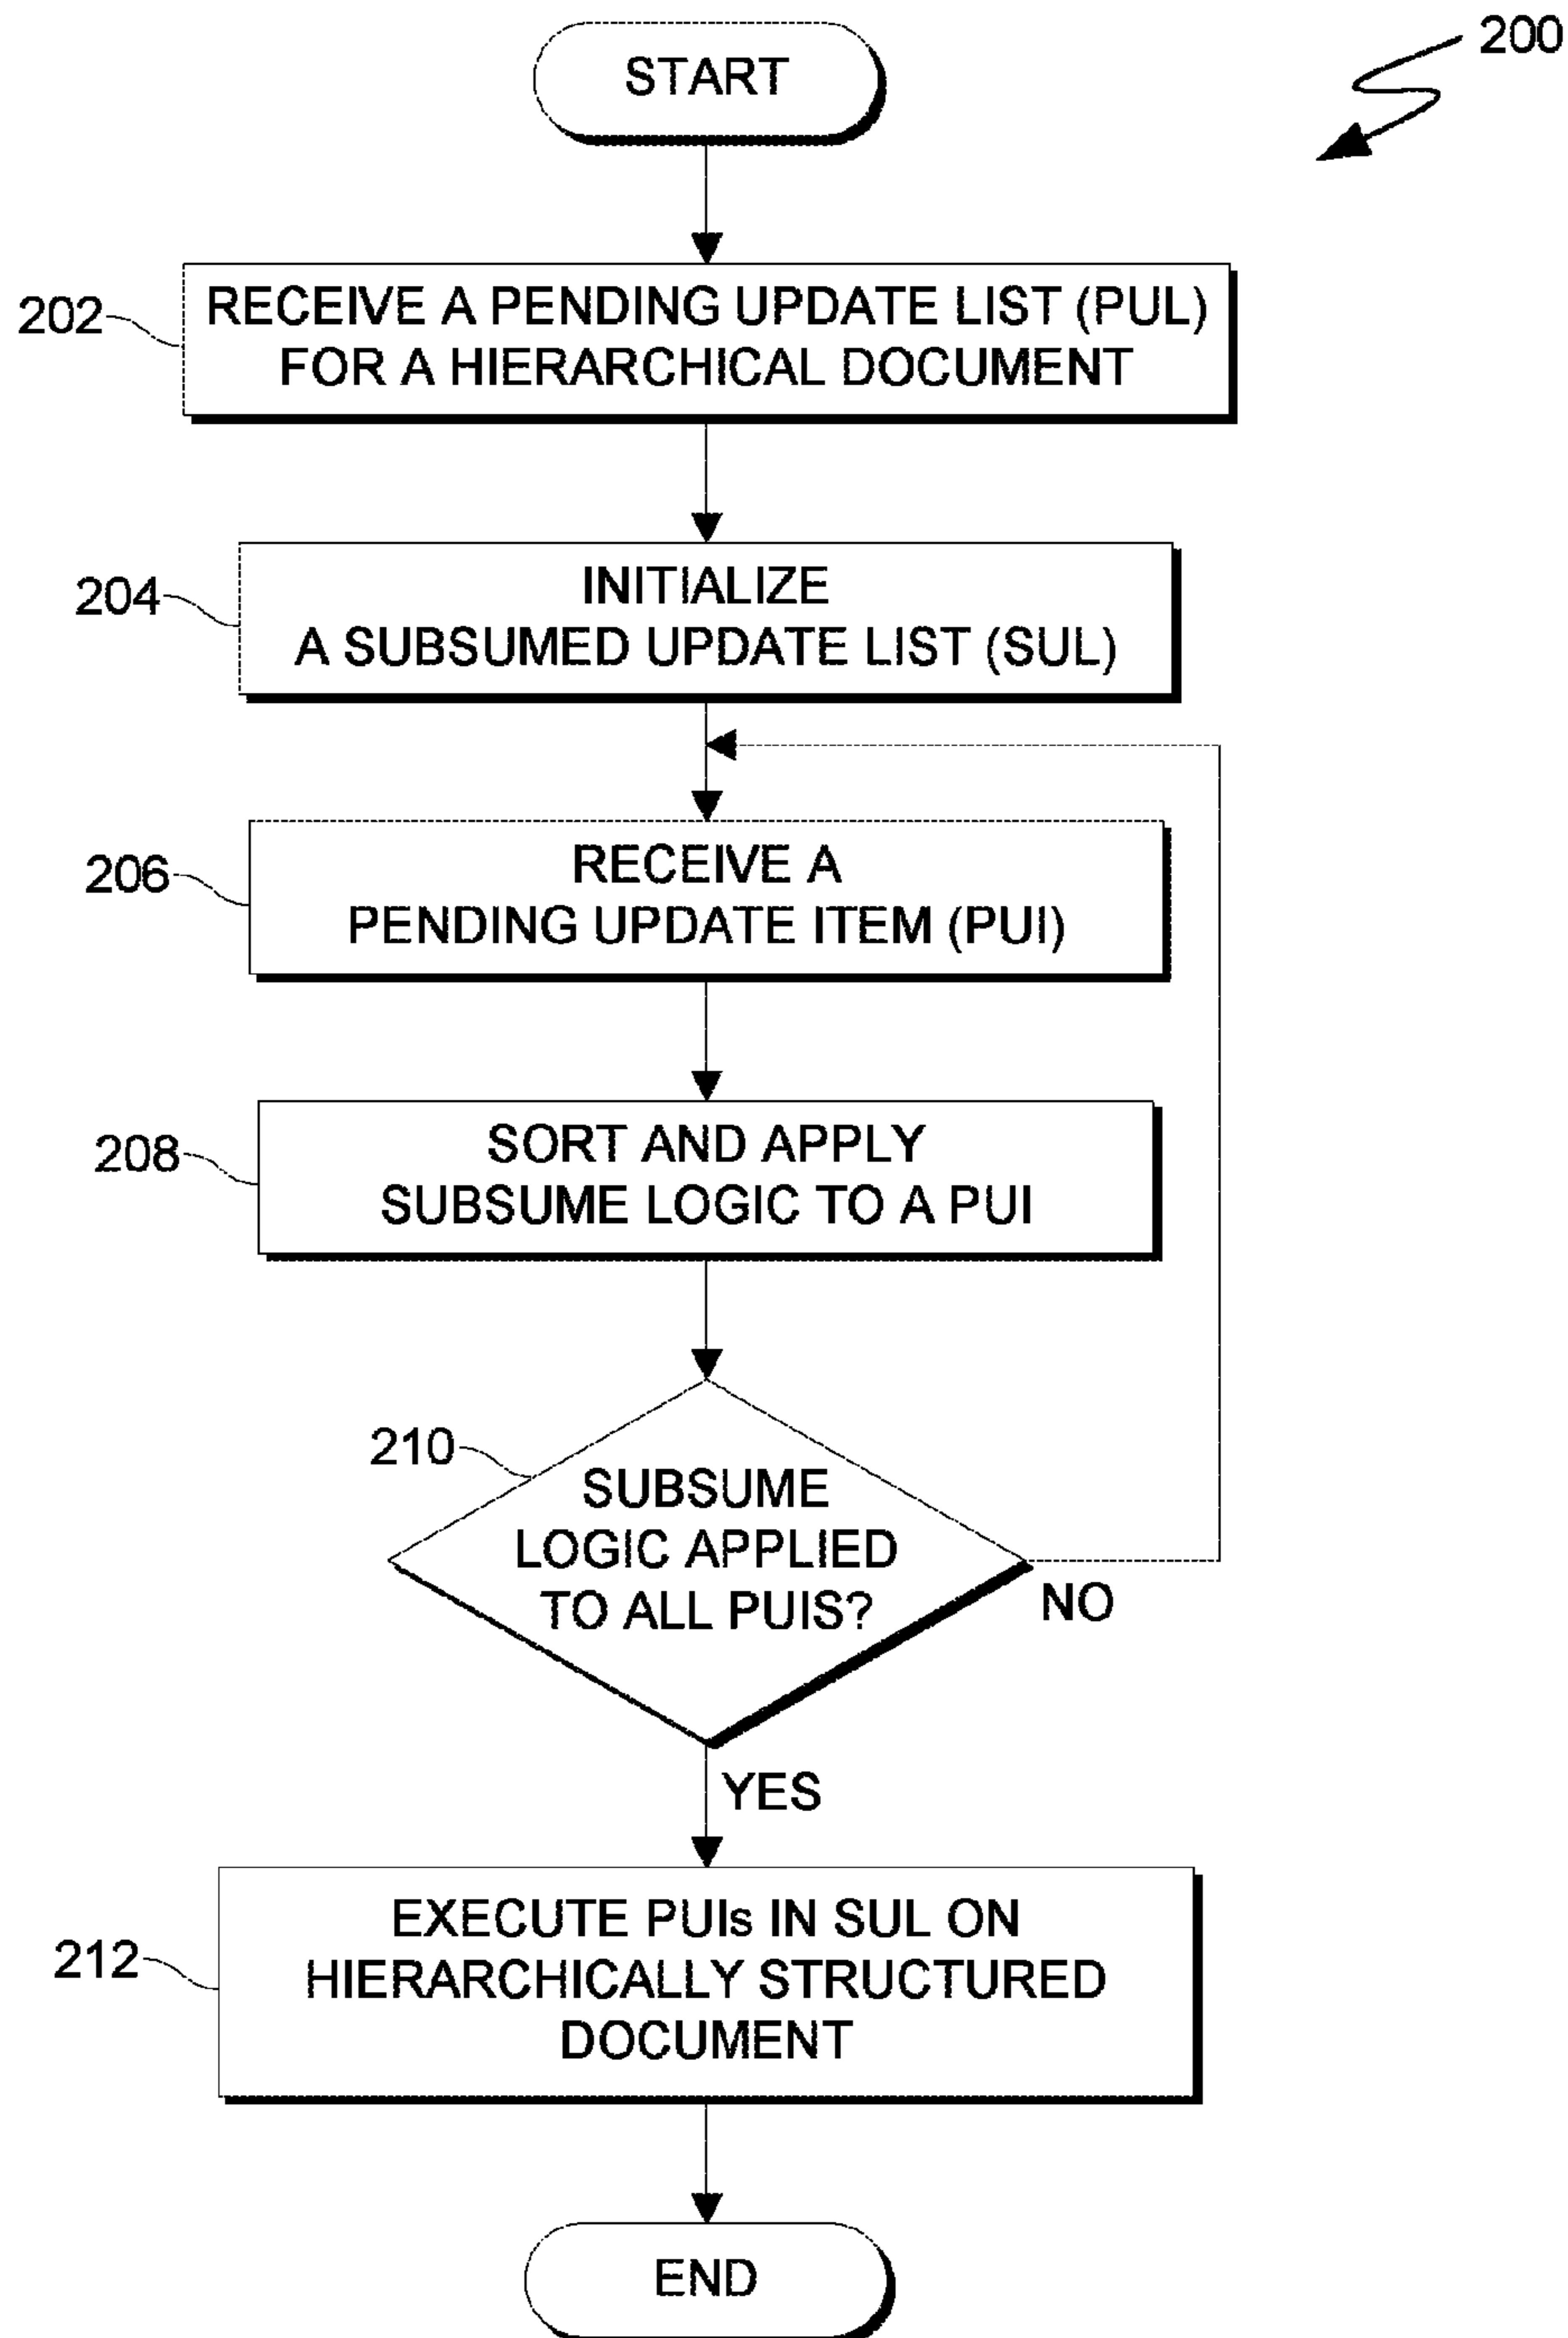 200
START
202
RECEIVE A PENDING UPDATE LIST (PUL)
FOR A HIERARCHICAL DOCUMENT
204
INITIALIZE
A SUBSUMED UPDATE LIST (SUL)
206
RECEIVE A
PENDING UPDATE ITEM (PUI)
208
SORT AND APPLY
SUBSUME LOGIC TO A PUI
210
SUBSUME
LOGIC APPLIED
TO ALL PUIS?
NO
YES
212
EXECUTE PUIs IN SUL ON
HIERARCHICALLY STRUCTURED
DOCUMENT
END